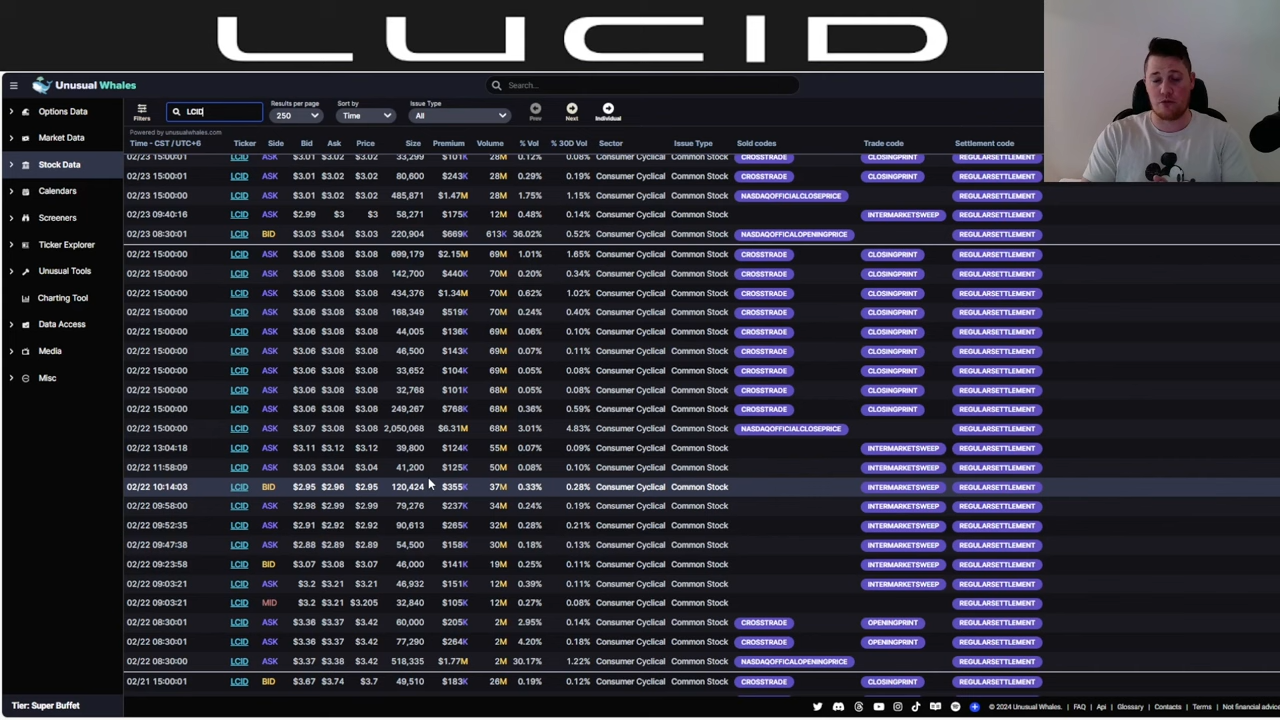 LUCID
Unusual Whales
Search...
Options Data
Market Data
Stock Data
Calendars
Screeners
Ticker Explorer
Unusual Tools
Charting Tool
Data Access
Media
Misc
Tier: Super Buffet
Filters
LCID
Results per page
250
Sort by
Time
Issue Type
All
Prev
Next
Individual
Powered by unusualwhales.com
Time - CST / UTC+6 Ticker Side Bid Ask Price Size Premium Volume % Vol % 30D Vol Sector Issue Type Sold codes Trade code Settlement code
02/23 15:00:01 LCID ASK $3.01 $3.02 $3.02 33,299 $101K 28M 0.12% 0.08% Consumer Cyclical Common Stock CROSSTRADE CLOSINGPRINT REGULARSETTLEMENT
02/23 15:00:01 LCID ASK $3.01 $3.02 $3.02 80,600 $243K 28M 0.29% 0.19% Consumer Cyclical Common Stock CROSSTRADE CLOSINGPRINT REGULARSETTLEMENT
02/23 15:00:01 LCID ASK $3.01 $3.02 $3.02 485,871 $1.47M 28M 1.75% 1.15% Consumer Cyclical Common Stock NASDAQOFFICIALCLOSEPRICE REGULARSETTLEMENT
02/23 09:40:16 LCID ASK $2.99 $3 $3 58,271 $175K 12M 0.48% 0.14% Consumer Cyclical Common Stock INTERMARKETSWEEP REGULARSETTLEMENT
02/23 08:30:01 LCID BID $3.03 $3.04 $3.03 220,904 $669K 613K 36.02% 0.52% Consumer Cyclical Common Stock NASDAQOFFICALOPENINGPRICE REGULARSETTLEMENT
02/22 15:00:00 LCID ASK $3.06 $3.08 $3.08 699,179 $2.15M 69M 1.01% 1.65% Consumer Cyclical Common Stock CROSSTRADE CLOSINGPRINT REGULARSETTLEMENT
02/22 15:00:00 LCID ASK $3.06 $3.08 $3.08 142,700 $440K 70M 0.20% 0.34% Consumer Cyclical Common Stock CROSSTRADE CLOSINGPRINT REGULARSETTLEMENT
02/22 15:00:00 LCID ASK $3.06 $3.08 $3.08 434,376 $1.34M 70M 0.62% 1.02% Consumer Cyclical Common Stock CROSSTRADE CLOSINGPRINT REGULARSETTLEMENT
02/22 15:00:00 LCID ASK $3.06 $3.08 $3.08 168,349 $519K 70M 0.24% 0.40% Consumer Cyclical Common Stock CROSSTRADE CLOSINGPRINT REGULARSETTLEMENT
02/22 15:00:00 LCID ASK $3.06 $3.08 $3.08 44,005 $136K 69M 0.06% 0.10% Consumer Cyclical Common Stock CROSSTRADE CLOSINGPRINT REGULARSETTLEMENT
02/22 15:00:00 LCID ASK $3.06 $3.08 $3.08 46,500 $143K 69M 0.07% 0.11% Consumer Cyclical Common Stock CROSSTRADE CLOSINGPRINT REGULARSETTLEMENT
02/22 15:00:00 LCID ASK $3.06 $3.08 $3.08 33,652 $104K 69M 0.05% 0.08% Consumer Cyclical Common Stock CROSSTRADE CLOSINGPRINT REGULARSETTLEMENT
02/22 15:00:00 LCID ASK $3.06 $3.08 $3.08 32,768 $101K 68M 0.05% 0.08% Consumer Cyclical Common Stock CROSSTRADE CLOSINGPRINT REGULARSETTLEMENT
02/22 15:00:00 LCID ASK $3.06 $3.08 $3.08 249,267 $768K 68M 0.36% 0.59% Consumer Cyclical Common Stock CROSSTRADE CLOSINGPRINT REGULARSETTLEMENT
02/22 15:00:00 LCID ASK $3.07 $3.08 $3.08 2,050,068 $6.31M 68M 3.01% 4.83% Consumer Cyclical Common Stock NASDAQOFFICIALCLOSEPRICE REGULARSETTLEMENT
02/22 13:04:18 LCID ASK $3.11 $3.12 $3.12 39,800 $124K 55M 0.07% 0.09% Consumer Cyclical Common Stock INTERMARKETSWEEP REGULARSETTLEMENT
02/22 11:58:09 LCID ASK $3.03 $3.04 $3.04 41,200 $125K 50M 0.08% 0.10% Consumer Cyclical Common Stock INTERMARKETSWEEP REGULARSETTLEMENT
02/22 10:14:03 LCID BID $2.95 $2.96 $2.95 120,424 $355K 37M 0.33% 0.28% Consumer Cyclical Common Stock INTERMARKETSWEEP REGULARSETTLEMENT
02/22 09:58:00 LCID ASK $2.98 $2.99 $2.99 79,276 $237K 34M 0.24% 0.19% Consumer Cyclical Common Stock INTERMARKETSWEEP REGULARSETTLEMENT
02/22 09:52:35 LCID ASK $2.91 $2.92 $2.92 90,613 $265K 32M 0.28% 0.21% Consumer Cyclical Common Stock INTERMARKETSWEEP REGULARSETTLEMENT
02/22 09:47:38 LCID ASK $2.88 $2.89 $2.89 54,500 $158K 30M 0.18% 0.13% Consumer Cyclical Common Stock INTERMARKETSWEEP REGULARSETTLEMENT
02/22 09:23:58 LCID BID $3.07 $3.08 $3.07 46,000 $141K 19M 0.25% 0.11% Consumer Cyclical Common Stock INTERMARKETSWEEP REGULARSETTLEMENT
02/22 09:03:21 LCID ASK $3.2 $3.21 $3.21 46,932 $151K 12M 0.39% 0.11% Consumer Cyclical Common Stock INTERMARKETSWEEP REGULARSETTLEMENT
02/22 09:03:21 LCID MID $3.2 $3.21 $3.205 32,840 $105K 12M 0.27% 0.08% Consumer Cyclical Common Stock REGULARSETTLEMENT
02/22 08:30:01 LCID ASK $3.36 $3.37 $3.42 60,000 $205K 2M 2.95% 0.14% Consumer Cyclical Common Stock CROSSTRADE OPENINGPRINT REGULARSETTLEMENT
02/22 08:30:01 LCID ASK $3.36 $3.37 $3.42 77,290 $264K 2M 4.20% 0.18% Consumer Cyclical Common Stock CROSSTRADE OPENINGPRINT REGULARSETTLEMENT
02/22 08:30:00 LCID ASK $3.37 $3.38 $3.42 518,335 $1.77M 2M 30.17% 1.22% Consumer Cyclical Common Stock NASDAQOFFICALOPENINGPRICE REGULARSETTLEMENT
02/21 15:00:01 LCID BID $3.67 $3.74 $3.7 49,510 $183K 26M 0.19% 0.12% Consumer Cyclical Common Stock CROSSTRADE CLOSINGPRINT REGULARSETTLEMENT
© 2024 Unusual Whales. | FAQ | Api | Glossary | Contacts | Terms | Not financial advice